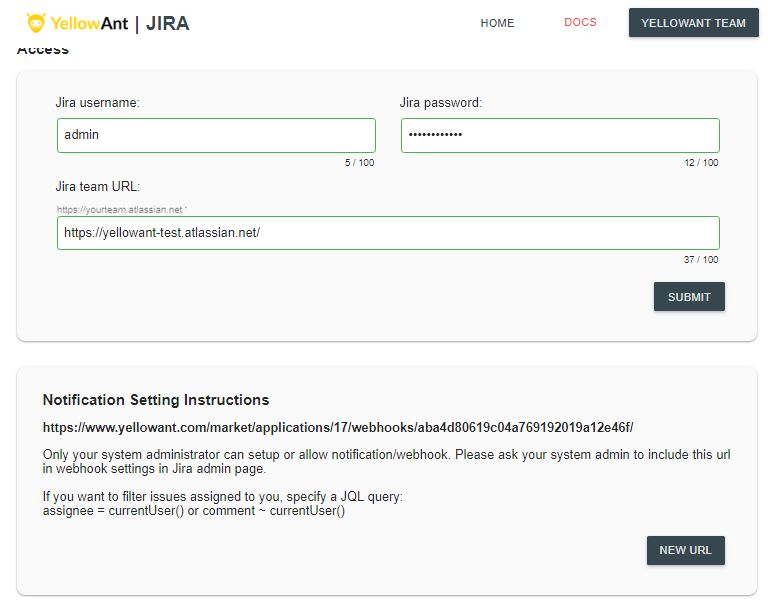 YellowAnt | JIRA
HOME
DOCS
YELLOWANT TEAM
Access
Jira username:
Jira password:
admin
••••••••••••
5 / 100
12 / 100
Jira team URL:
https://yourteam.atlassian.net *
https://yellowant-test.atlassian.net/
37 / 100
SUBMIT
Notification Setting Instructions
https://www.yellowant.com/market/applications/17/webhooks/aba4d80619c04a769192019a12e46f/
Only your system administrator can setup or allow notification/webhook. Please ask your system admin to include this url
in webhook settings in Jira admin page.
If you want to filter issues assigned to you, specify a JQL query:
assignee = currentUser() or comment ~ currentUser()
NEW URL